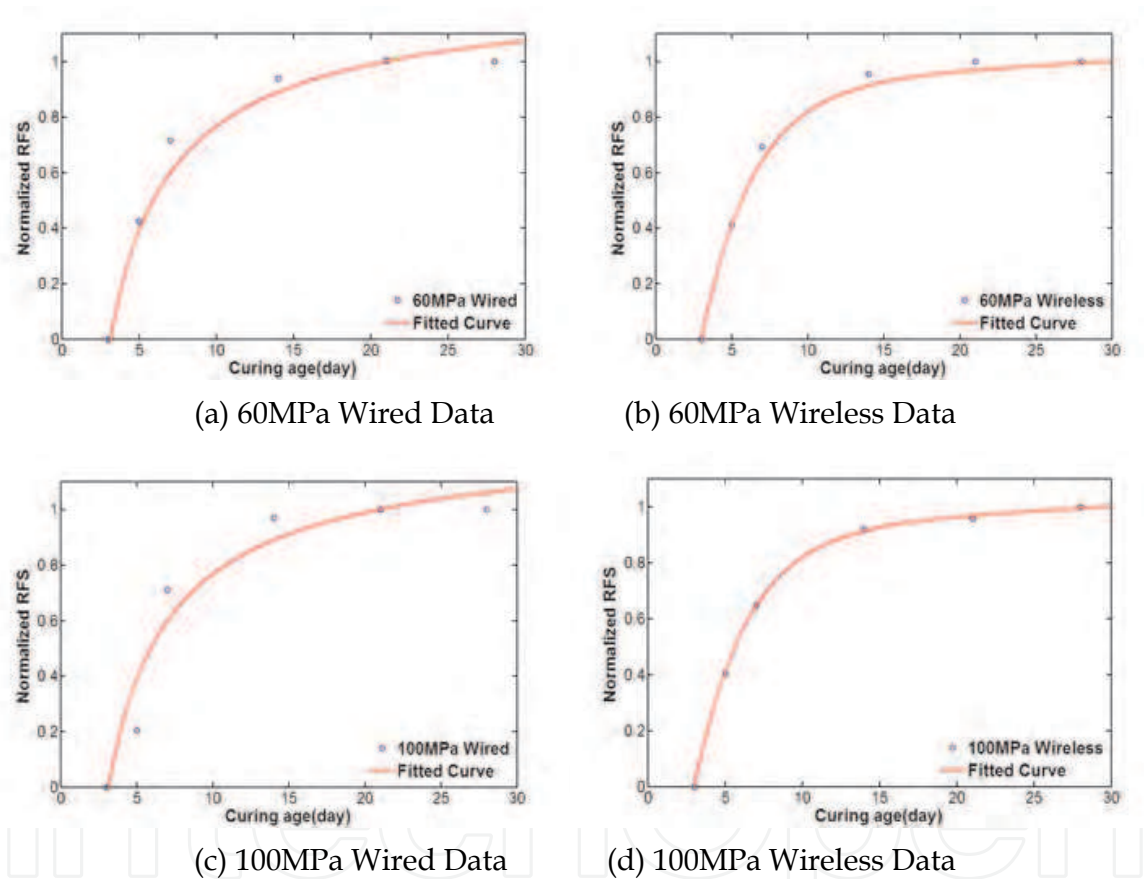 1
0.8
0.6
0.4
0.2
0
Normalized RFS
60MPa Wired
Fitted Curve
0 5 10 15 20 25 30
Curing age(day)
(a) 60MPa Wired Data
1
0.8
0.6
0.4
0.2
0
Normalized RFS
60MPa Wireless
Fitted Curve
0 5 10 15 20 25 30
Curing age(day)
(b) 60MPa Wireless Data
1
0.8
0.6
0.4
0.2
0
Normalized RFS
100MPa Wired
Fitted Curve
0 5 10 15 20 25 30
Curing age(day)
(c) 100MPa Wired Data
1
0.8
0.6
0.4
0.2
0
Normalized RFS
100MPa Wireless
Fitted Curve
0 5 10 15 20 25 30
Curing age(day)
(d) 100MPa Wireless Data